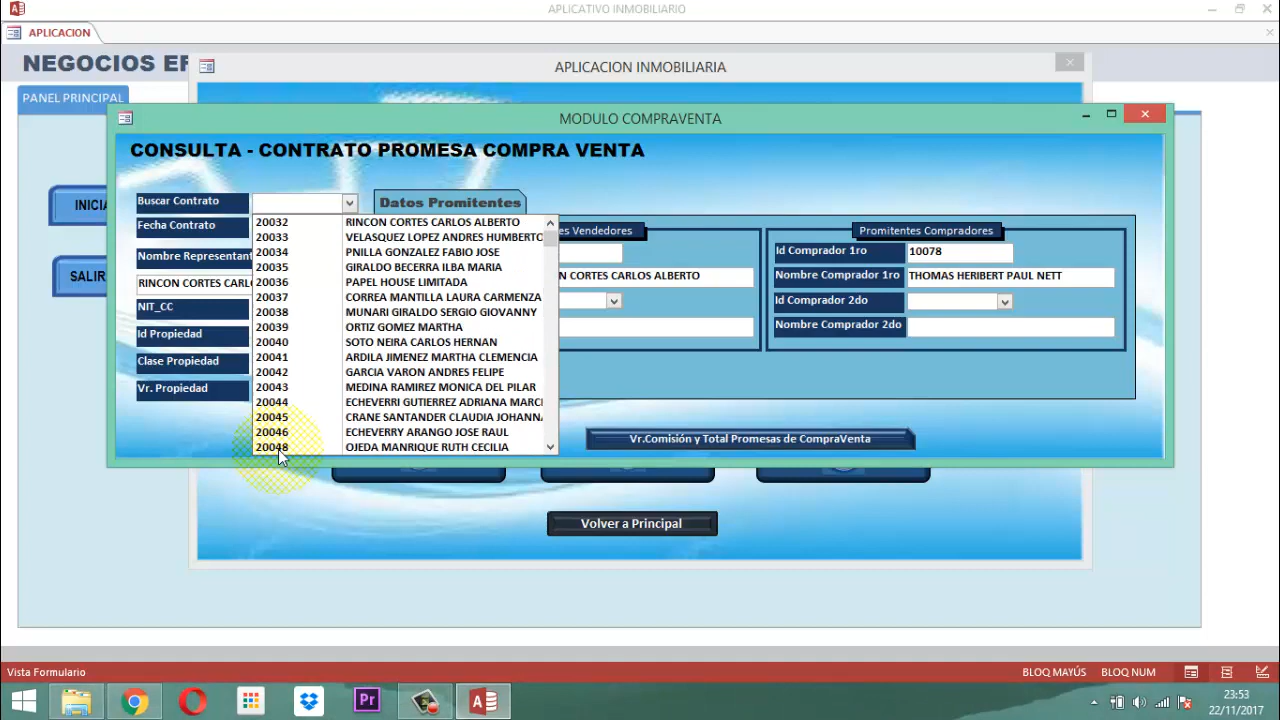 APLICATIVO INMOBILIARIO
APLICACION
NEGOCIOS EF
APLICACION INMOBILIARIA
PANEL PRINCIPAL
MODULO COMPRAVENTA
CONSULTA - CONTRATO PROMESA COMPRA VENTA
INICIA
SALIR
Buscar Contrato
Datos Promitentes
Fecha Contrato
Nombre Representant
RINCON CORTES CARL
NIT_CC
Id Propiedad
Clase Propiedad
Vr. Propiedad
20032 RINCON CORTES CARLOS ALBERTO
20033 VELASQUEZ LOPEZ ANDRES HUMBERTO
20034 PNILLA GONZALEZ FABIO JOSE
20035 GIRALDO BECERRA ILBA MARIA
20036 PAPEL HOUSE LIMITADA
20037 CORREA MANTILLA LAURA CARMENZA
20038 MUNARI GIRALDO SERGIO GIOVANNY
20039 ORTIZ GOMEZ MARTHA
20040 SOTO NEIRA CARLOS HERNAN
20041 ARDILA JIMENEZ MARTHA CLEMENCIA
20042 GARCIA VARON ANDRES FELIPE
20043 MEDINA RAMIREZ MONICA DEL PILAR
20044 ECHEVERRI GUTIERREZ ADRIANA MARC
20045 CRANE SANTANDER CLAUDIA JOHANN
20046 ECHEVERRY ARANGO JOSE RAUL
20048 OJEDA MANRIQUE RUTH CECILIA
es Vendedores
N CORTES CARLOS ALBERTO
Promitentes Compradores
Id Comprador 1ro 10078
Nombre Comprador 1ro THOMAS HERIBERT PAUL NETT
Id Comprador 2do
Nombre Comprador 2do
Vr.Comisión y Total Promesas de CompraVenta
Volver a Principal
Vista Formulario
BLOQ MAYÚS BLOQ NUM
Pr
23:53
22/11/2017